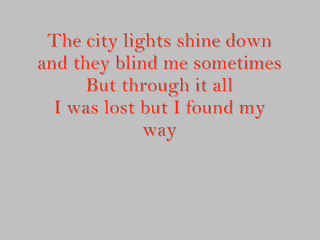 The city lights shine down
and they blind me sometimes
But through it all
I was lost but I found my
way